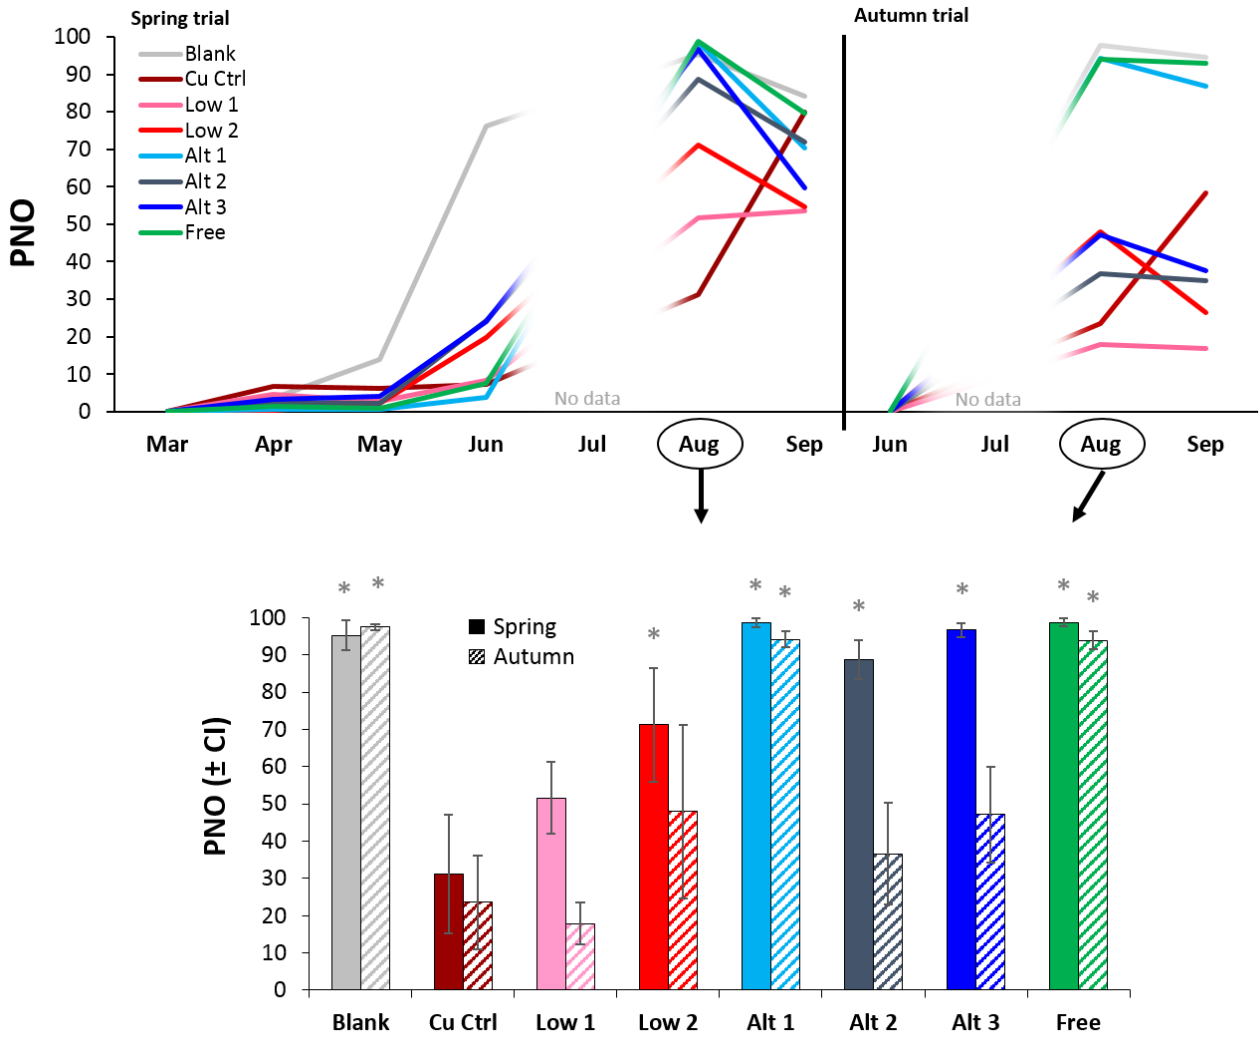 Spring trial
Autumn trial
PNO
100
90
80
70
60
50
40
30
20
10
0
Blank
Cu Ctrl
Low 1
Low 2
Alt 1
Alt 2
Alt 3
Free
No data
No data
Mar Apr May Jun Jul Aug Sep Jun Jul Aug Sep
* * * * * * * * *
PNO (± CI)
100
90
80
70
60
50
40
30
20
10
0
Spring
Autumn
Blank Cu Ctrl Low 1 Low 2 Alt 1 Alt 2 Alt 3 Free